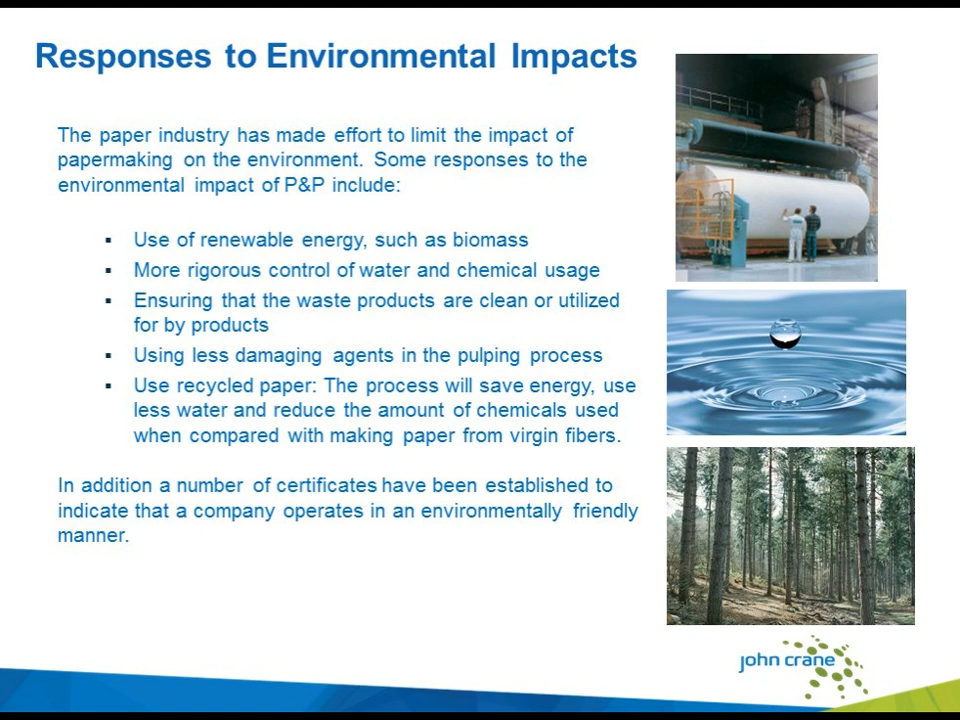 Responses to Environmental Impacts
The paper industry has made effort to limit the impact of
papermaking on the environment. Some responses to the
environmental impact of P&P include:
▪ Use of renewable energy, such as biomass
▪ More rigorous control of water and chemical usage
▪ Ensuring that the waste products are clean or utilized
for by products
▪ Using less damaging agents in the pulping process
▪ Use recycled paper: The process will save energy, use
less water and reduce the amount of chemicals used
when compared with making paper from virgin fibers.
In addition a number of certificates have been established to
indicate that a company operates in an environmentally friendly
manner.
john crane